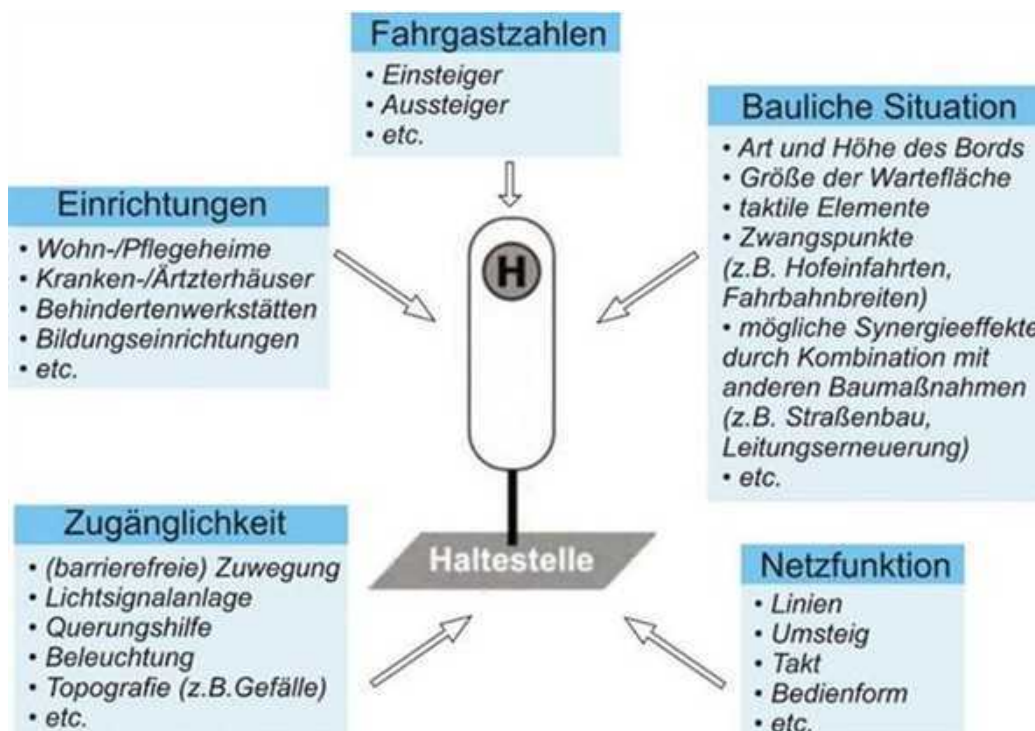 Fahrgastzahlen
• Einsteiger
• Aussteiger
• etc.
Einrichtungen
• Wohn-/Pflegeheime
• Kranken-/Ärtzterhäuser
• Behindertenwerkstätten
• Bildungseinrichtungen
• etc.
Bauliche Situation
• Art und Höhe des Bords
• Größe der Wartefläche
• taktile Elemente
• Zwangspunkte
(z.B. Hofeinfahrten,
Fahrbahnbreiten)
• mögliche Synergieeffekte
durch Kombination mit
anderen Baumaßnahmen
(z.B. Straßenbau,
Leitungserneuerung)
• etc.
H
Haltestelle
Zugänglichkeit
• (barrierefreie) Zuwegung
• Lichtsignalanlage
• Querungshilfe
• Beleuchtung
• Topografie (z.B.Gefälle)
• etc.
Netzfunktion
• Linien
• Umsteig
• Takt
• Bedienform
• etc.